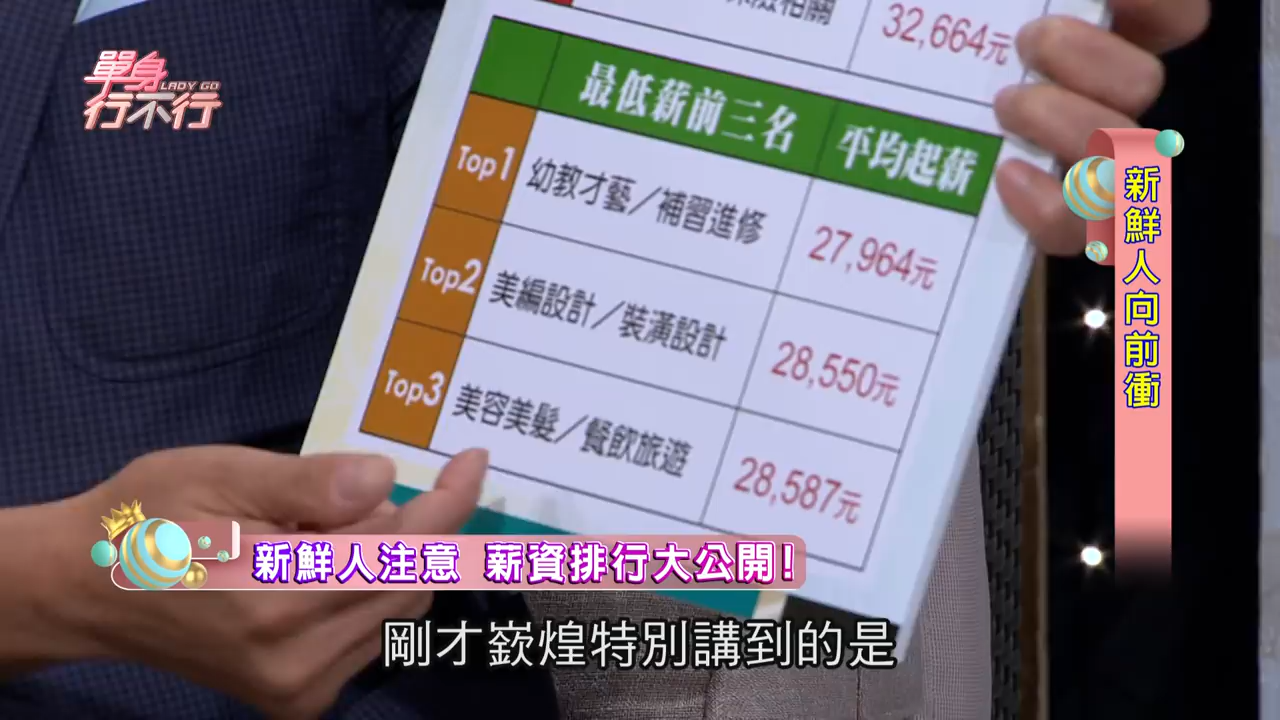 單身
LADY GO
行不行
險相關
32,664元
最低薪前三名 平均起薪
Top1 幼教才藝／補習進修 27,964元
Top2 美編設計／裝潢設計 28,550元
Top3 美容美髮／餐飲旅遊 28,587元
新鮮人向前衝
新鮮人注意 薪資排行大公開!
剛才嶔煌特別講到的是